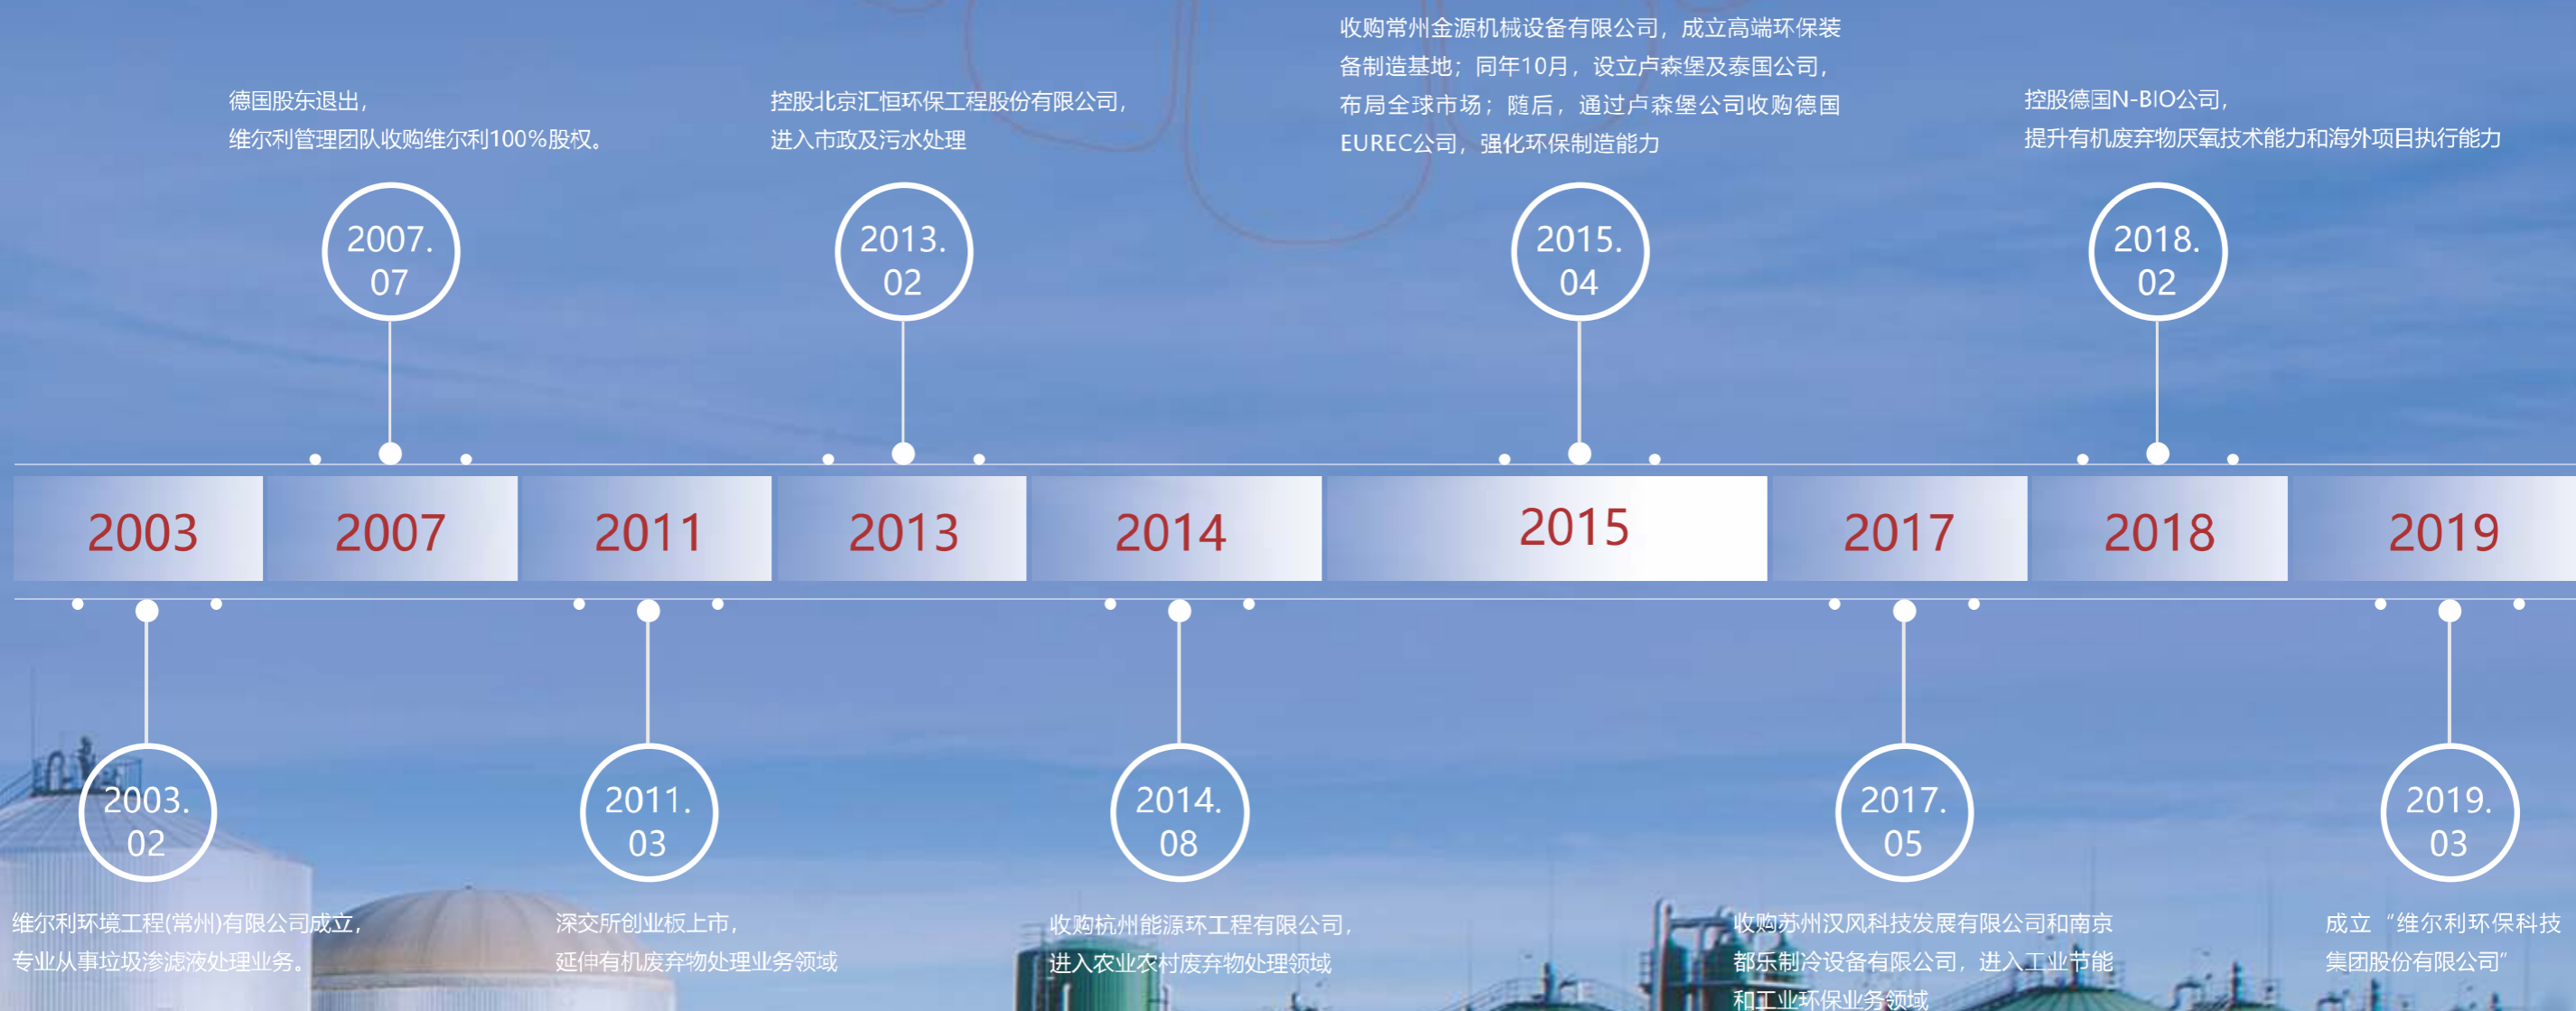 收购常州金源机械设备有限公司，成立高端环保装
备制造基地；同年10月，设立卢森堡及泰国公司，
布局全球市场；随后，通过卢森堡公司收购德国
EUREC公司，强化环保制造能力
德国股东退出，
维尔利管理团队收购维尔利100%股权。
控股北京汇恒环保工程股份有限公司，
进入市政及污水处理
控股德国N-BIO公司，
提升有机废弃物厌氧技术能力和海外项目执行能力
2007.
07
2013.
02
2015.
04
2018.
02
2003
2007
2011
2013
2014
2015
2017
2018
2019
2003.
02
2011.
03
2014.
08
2017.
05
2019.
03
维尔利环境工程(常州)有限公司成立，
专业从事垃圾渗滤液处理业务。
深交所创业板上市，
延伸有机废弃物处理业务领域
收购杭州能源环工程有限公司，
进入农业农村废弃物处理领域
收购苏州汉风科技发展有限公司和南京
都乐制冷设备有限公司，进入工业节能
和工业环保业务领域
成立“维尔利环保科技
集团股份有限公司”